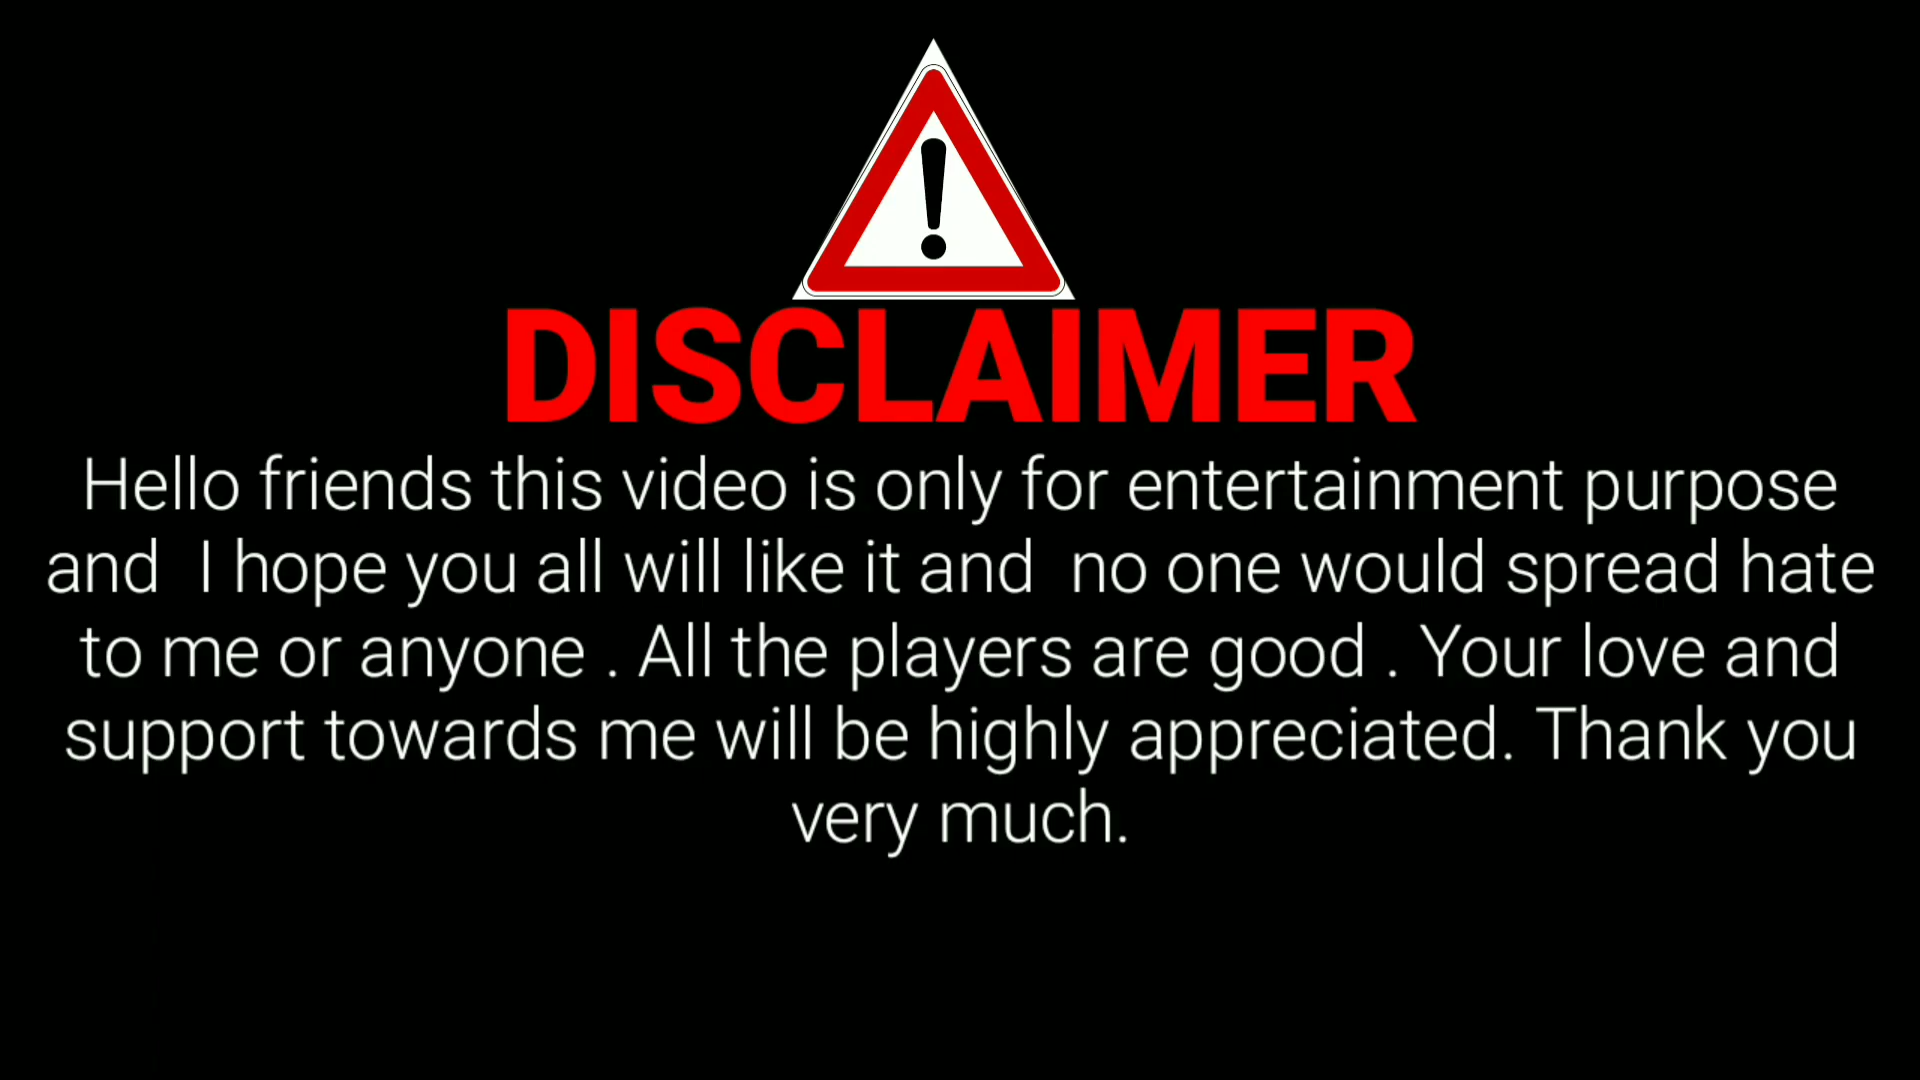 DISCLAIMER
Hello friends this video is only for entertainment purpose
and  I hope you all will like it and  no one would spread hate
to me or anyone . All the players are good . Your love and
support towards me will be highly appreciated. Thank you
very much.